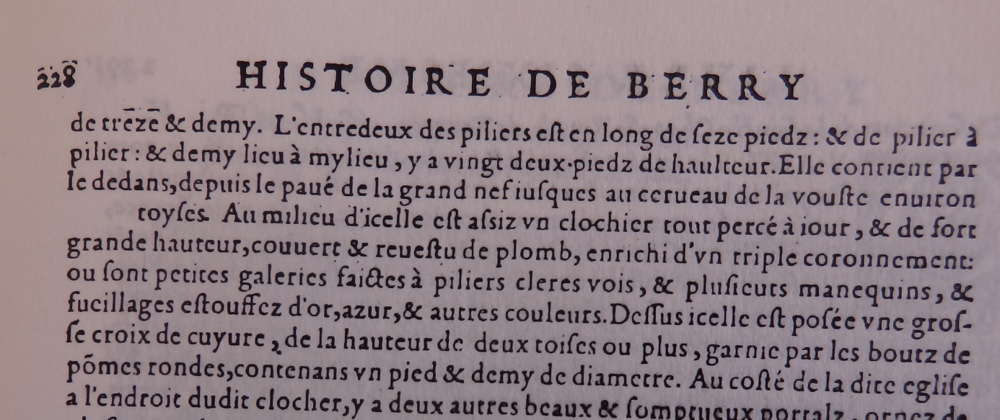 228 HISTOIRE DE BERRY
de trēzē & demy. L'entredeux des piliers eſt en long de ſeze piedz : & de pilier à
pilier : & demy lieu à mylieu , y a vingt deux·piedz de haulteur. Elle contient par
le dedans, depuis le paué de la grand nef iuſques au cerueau de la vouſte enuiron
toyſes. Au milieu d'icelle eſt aſsiz vn clochier tout percé à iour , & de fort
grande hauteur, couuert & reueſtu de plomb, enrichi d'vn triple coronnement:
ou ſont petites galeries faictes à piliers cleres vois , & pluſieurs manequins , &
fueillages eſtouffez d'or, azur, & autres couleurs. Deſſus icelle eſt poſée vne groſ-
ſe croix de cuyure , de la hauteur de deux toiſes ou plus , garnie par les boutz de
pōmes rondes, contenans vn pied & demy de diametre. Au coſté de la dite egliſe
a l'endroit dudit clocher, y a deux autres beaux & ſomptueux portalz , ornez de